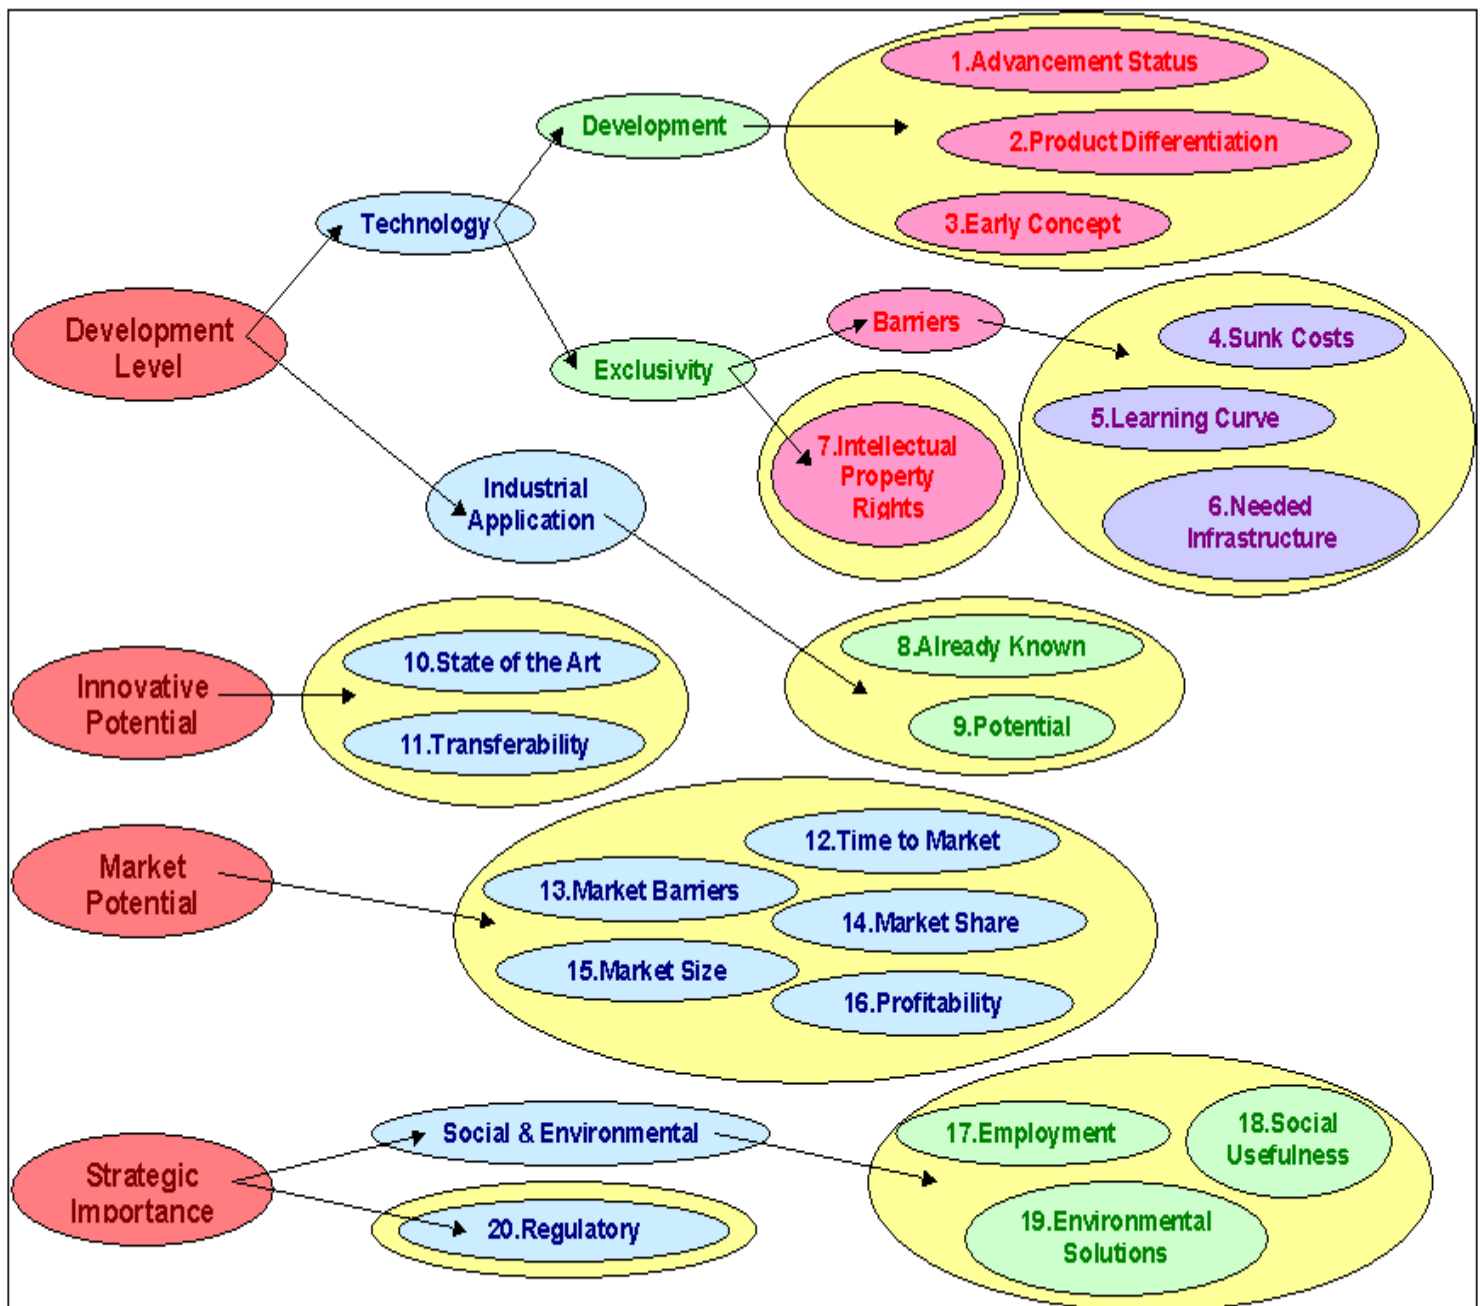 1.Advancement Status
Development
2.Product Differentiation
Technology
3.Early Concept
Development
Level
Barriers
4.Sunk Costs
Exclusivity
5.Learning Curve
7.Intellectual
Property
Rights
Industrial
Application
6.Needed
Infrastructure
8.Already Known
9.Potential
Innovative
Potential
10.State of the Art
11.Transferability
Market
Potential
12.Time to Market
13.Market Barriers
14.Market Share
15.Market Size
16.Profitability
Social & Environmental
17.Employment
18.Social
Usefulness
Strategic
Importance
20.Regulatory
19.Environmental
Solutions